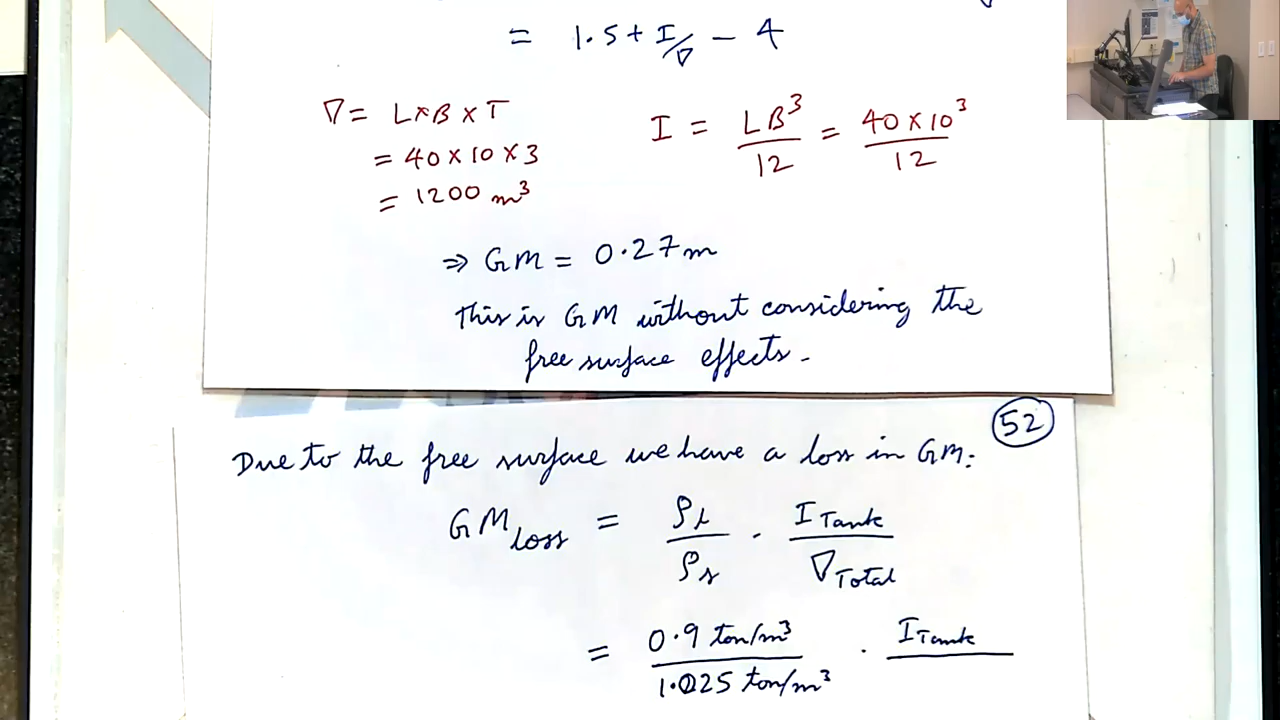 = 1.5 + I/∇ - 4
∇ = L×B×T
= 40×10×3
= 1200 m³
I = LB³/12 = 40×10³/12
⇒ GM = 0.27m
This is GM without considering the
free surface effects.
52
Due to the free surface we have a loss in GM:
GM_loss = ρ_l/ρ_s . I_Tank/∇_Total
= 0.9 ton/m³/1.025 ton/m³ . I_Tank